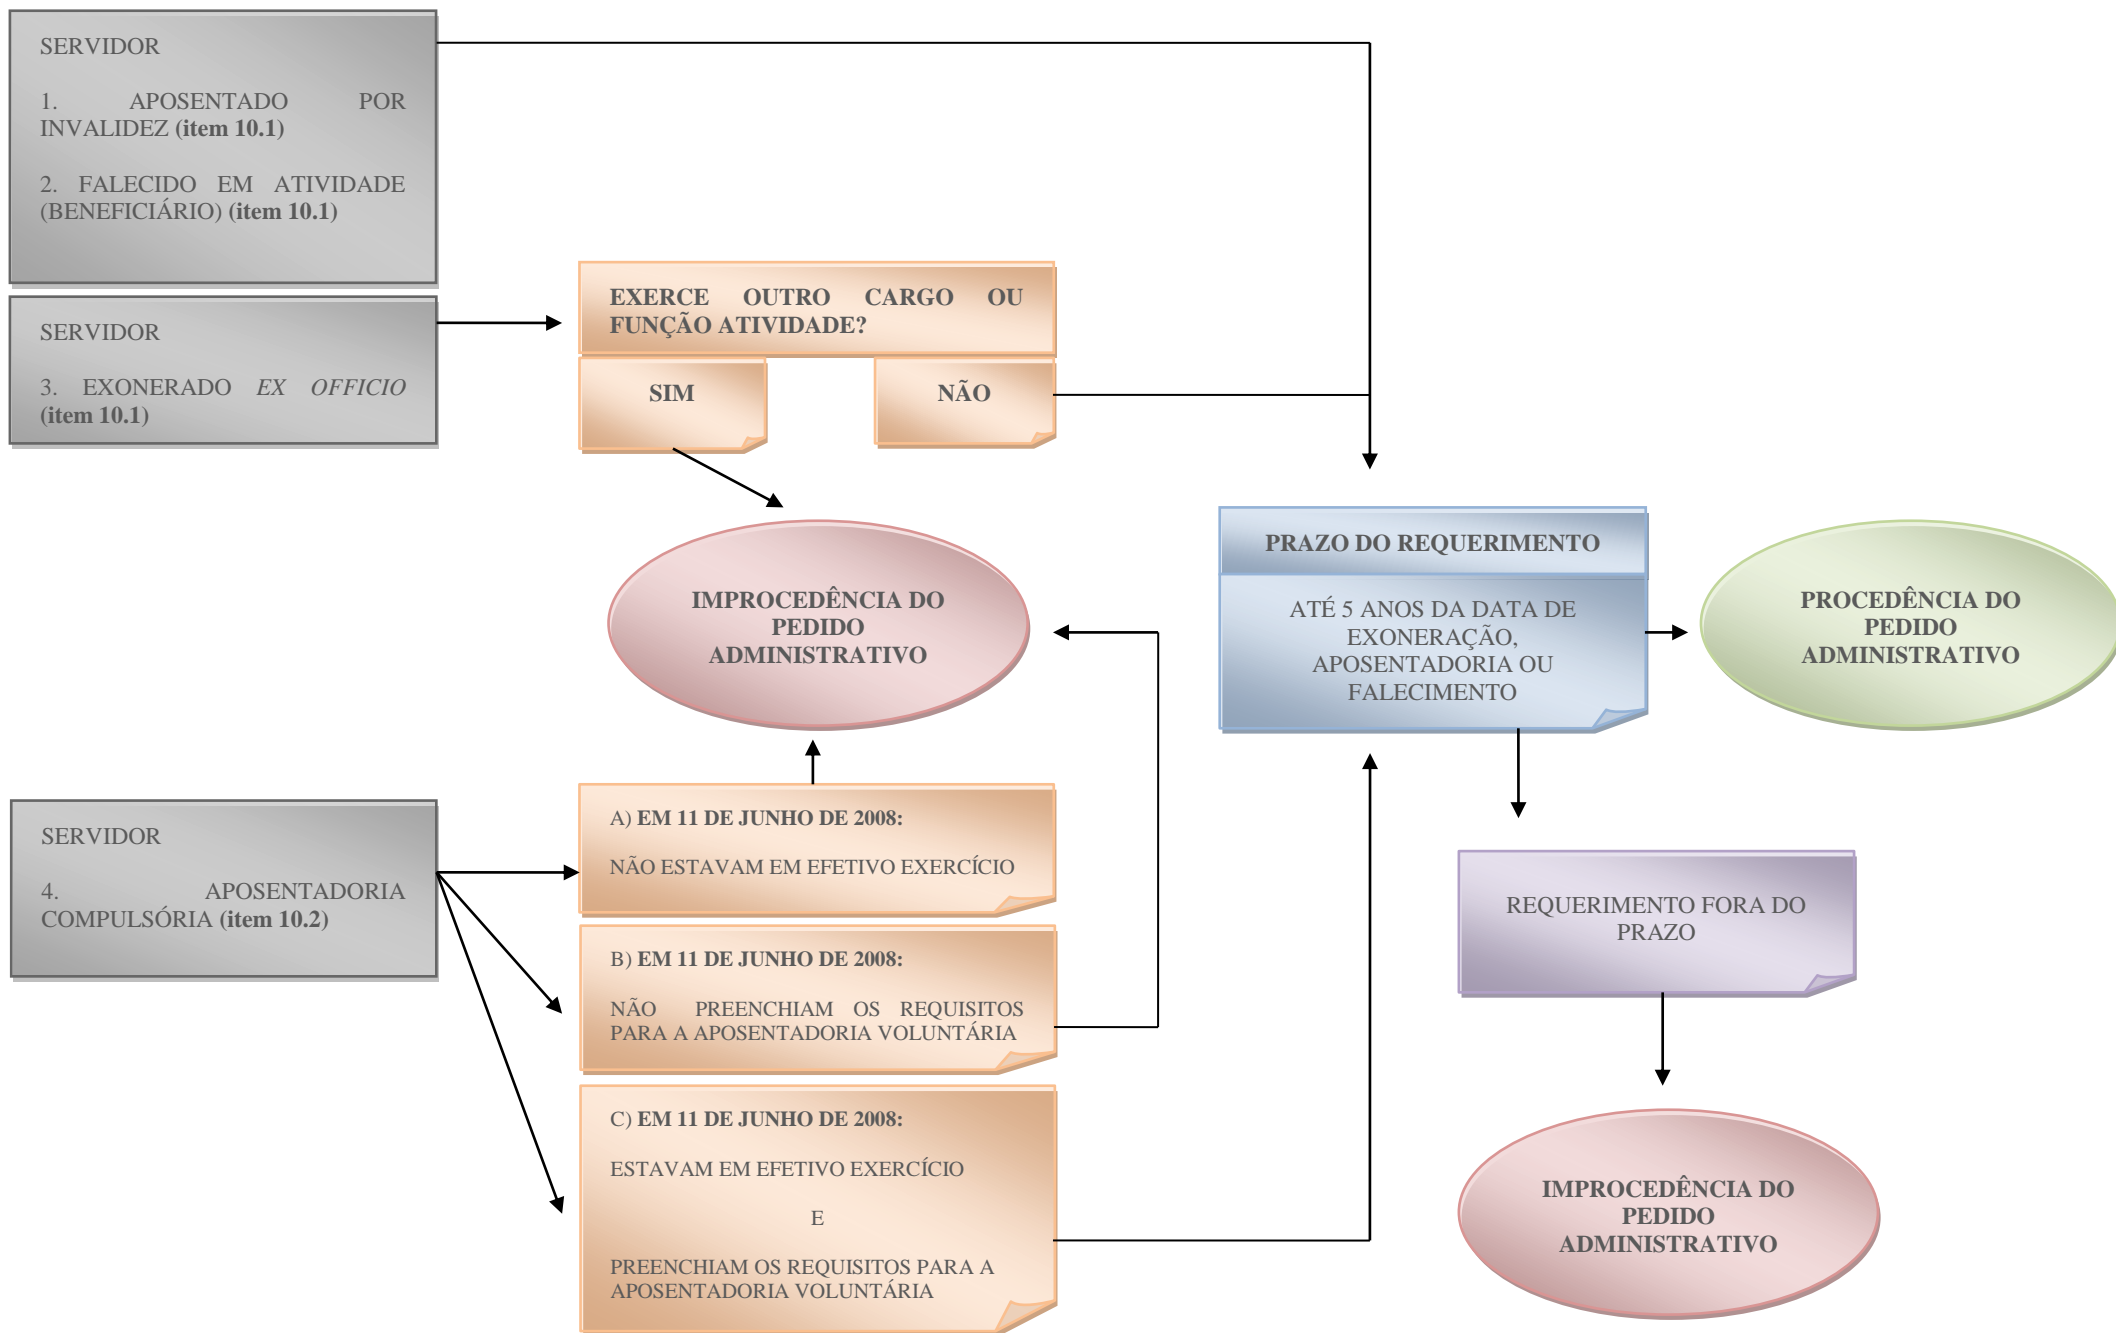 SERVIDOR
1. APOSENTADO POR
INVALIDEZ (item 10.1)
2. FALECIDO EM ATIVIDADE
(BENEFICIÁRIO) (item 10.1)
SERVIDOR
3. EXONERADO EX OFFICIO
(item 10.1)
EXERCE OUTRO CARGO OU
FUNÇÃO ATIVIDADE?
SIM
NÃO
IMPROCEDÊNCIA DO
PEDIDO
ADMINISTRATIVO
PRAZO DO REQUERIMENTO
ATÉ 5 ANOS DA DATA DE
EXONERAÇÃO,
APOSENTADORIA OU
FALECIMENTO
PROCEDÊNCIA DO
PEDIDO
ADMINISTRATIVO
SERVIDOR
4. APOSENTADORIA
COMPULSÓRIA (item 10.2)
A) EM 11 DE JUNHO DE 2008:
NÃO ESTAVAM EM EFETIVO EXERCÍCIO
B) EM 11 DE JUNHO DE 2008:
NÃO PREENCHIAM OS REQUISITOS
PARA A APOSENTADORIA VOLUNTÁRIA
C) EM 11 DE JUNHO DE 2008:
ESTAVAM EM EFETIVO EXERCÍCIO
E
PREENCHIAM OS REQUISITOS PARA A
APOSENTADORIA VOLUNTÁRIA
REQUERIMENTO FORA DO
PRAZO
IMPROCEDÊNCIA DO
PEDIDO
ADMINISTRATIVO